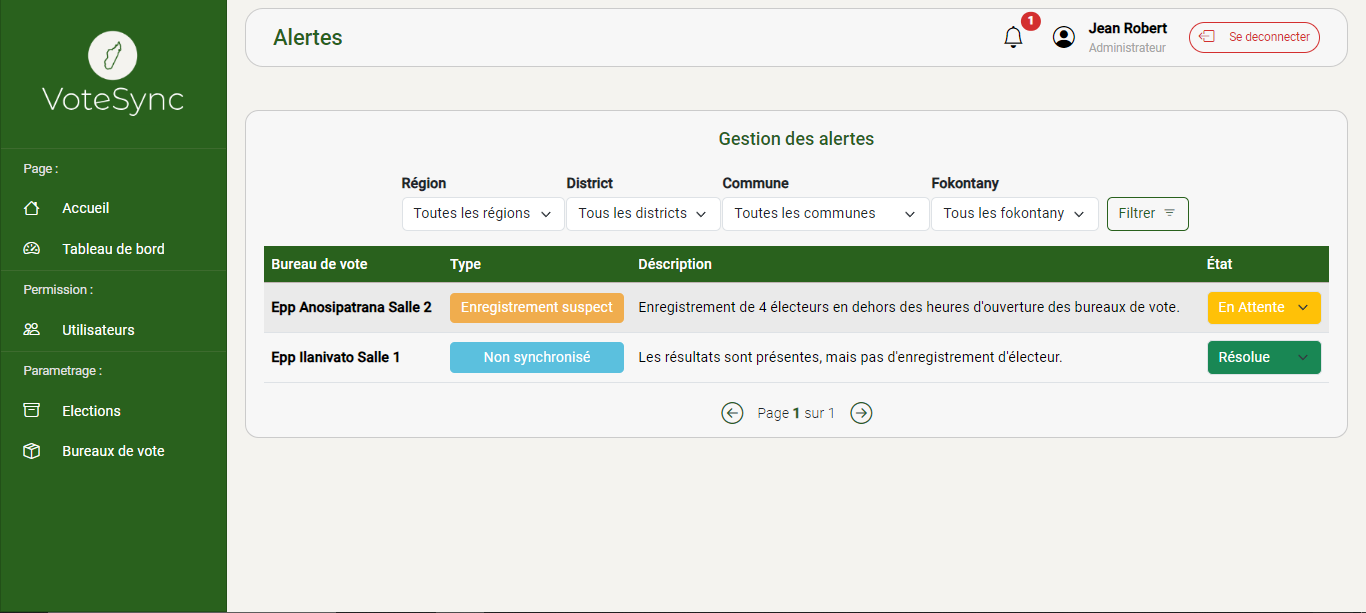 VoteSync
Page :
Accueil
Tableau de bord
Permission :
Utilisateurs
Parametrage :
Elections
Bureaux de vote
Alertes
1
Jean Robert
Administrateur
Se deconnecter
Gestion des alertes
Région District Commune Fokontany
Toutes les régions Tous les districts Toutes les communes Tous les fokontany Filtrer
Bureau de vote Type Déscription État
Epp Anosipatrana Salle 2 Enregistrement suspect Enregistrement de 4 électeurs en dehors des heures d'ouverture des bureaux de vote. En Attente
Epp Ilanivato Salle 1 Non synchronisé Les résultats sont présentes, mais pas d'enregistrement d'électeur. Résolue
Page 1 sur 1